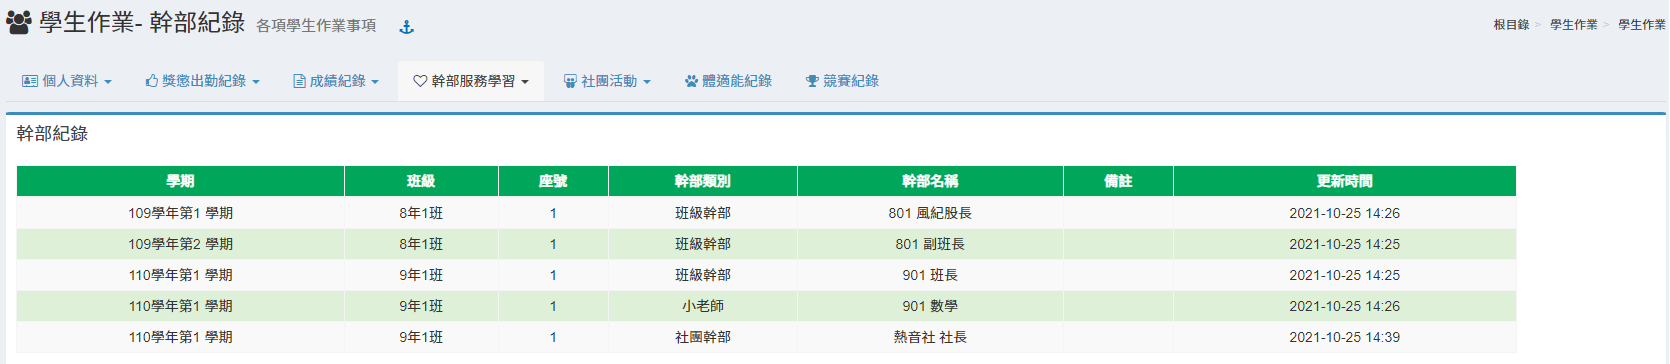 學生作業- 幹部紀錄 各項學生作業事項
根目錄 > 學生作業 > 學生作業
個人資料 獎懲出勤紀錄 成績紀錄 幹部服務學習 社團活動 體適能紀錄 競賽紀錄
幹部紀錄
學期 班級 座號 幹部類別 幹部名稱 備註 更新時間
109學年第1 學期 8年1班 1 班級幹部 801 風紀股長 2021-10-25 14:26
109學年第2 學期 8年1班 1 班級幹部 801 副班長 2021-10-25 14:25
110學年第1 學期 9年1班 1 班級幹部 901 班長 2021-10-25 14:25
110學年第1 學期 9年1班 1 小老師 901 數學 2021-10-25 14:26
110學年第1 學期 9年1班 1 社團幹部 熱音社 社長 2021-10-25 14:39